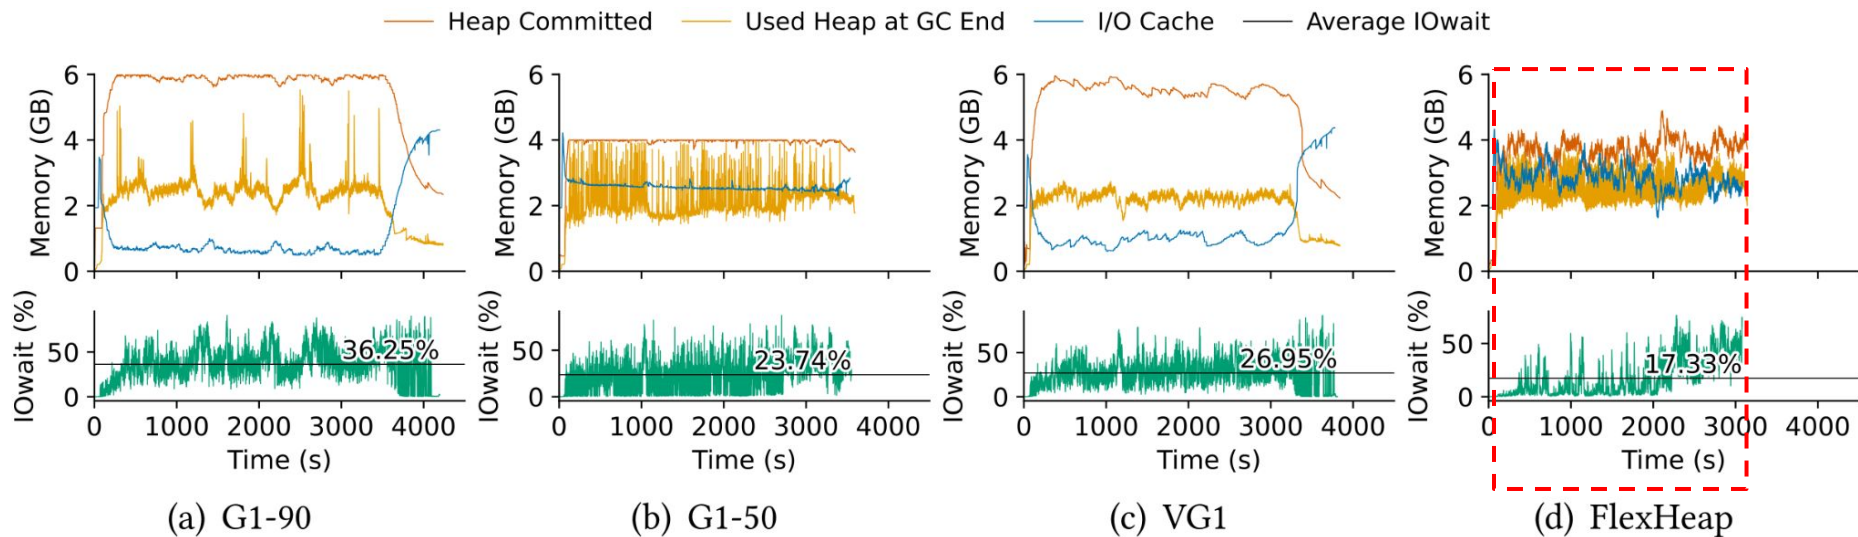 Heap Committed Used Heap at GC End I/O Cache Average IOwait
Memory (GB)
6
4
2
0
IOwait (%)
50
0
36.25%
0 1000 2000 3000 4000
Time (s)
(a) G1-90
Memory (GB)
6
4
2
0
IOwait (%)
50
0
23.74%
0 1000 2000 3000 4000
Time (s)
(b) G1-50
Memory (GB)
6
4
2
0
IOwait (%)
50
0
26.95%
0 1000 2000 3000 4000
Time (s)
(c) VG1
Memory (GB)
6
4
2
0
IOwait (%)
50
0
17.33%
0 1000 2000 3000 4000
Time (s)
(d) FlexHeap